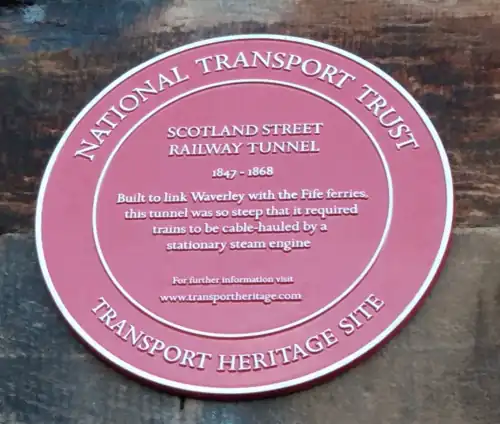 NATIONAL TRANSPORT TRUST
SCOTLAND STREET
RAILWAY TUNNEL
1847 - 1868
Built to link Waverley with the Fife ferries,
this tunnel was so steep that it required
trains to be cable-hauled by a
stationary steam engine
For further information visit
www.transportheritage.com
TRANSPORT HERITAGE SITE